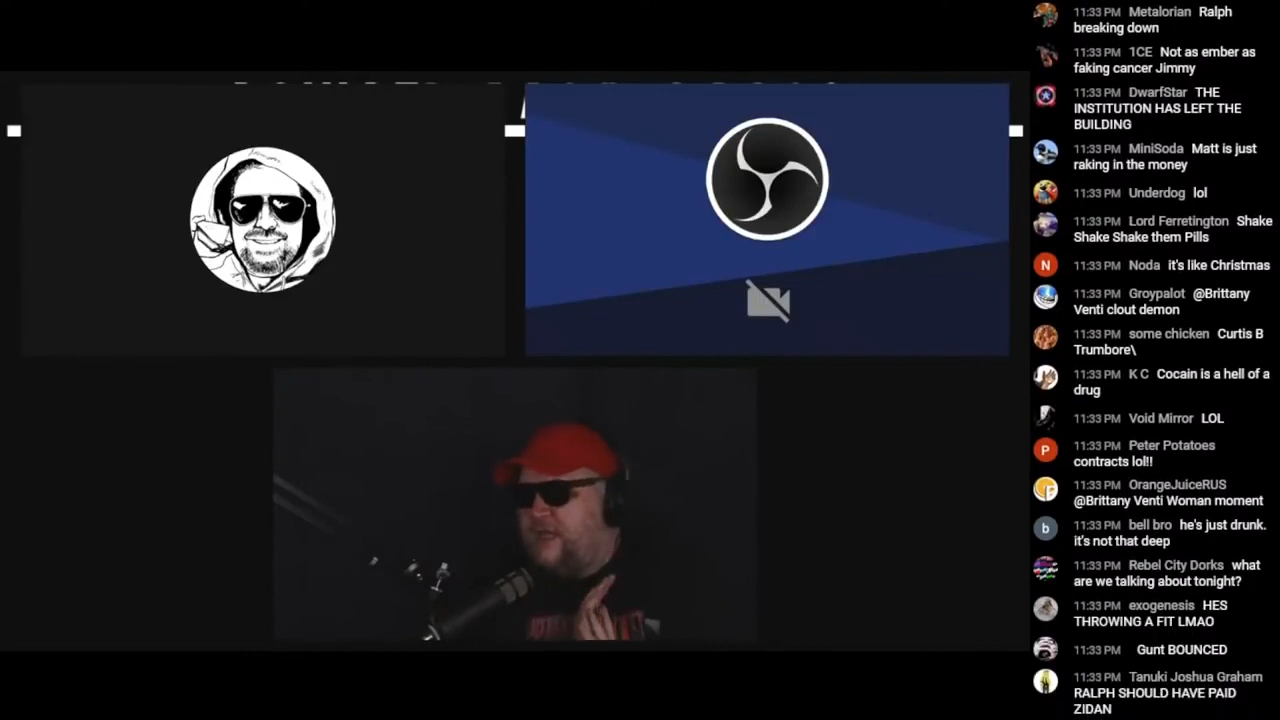 11:33 PM Metalorian Ralph
breaking down
11:33 PM 1CE Not as ember as
faking cancer Jimmy
11:33 PM DwarfStar THE
INSTITUTION HAS LEFT THE
BUILDING
11:33 PM MiniSoda Matt is just
raking in the money
11:33 PM Underdog lol
11:33 PM Lord Ferretington Shake
Shake Shake them Pills
N
11:33 PM Noda it's like Christmas
11:33 PM Groypalot @Brittany
Venti clout demon
11:33 PM some chicken Curtis B
Trumbore\
11:33 PM K C Cocain is a hell of a
drug
11:33 PM Void Mirror LOL
P
11:33 PM Peter Potatoes
contracts lol!!
11:33 PM OrangeJuiceRUS
@Brittany Venti Woman moment
b
11:33 PM bell bro he's just drunk.
it's not that deep
11:33 PM Rebel City Dorks what
are we talking about tonight?
11:33 PM exogenesis HES
THROWING A FIT LMAO
11:33 PM Gunt BOUNCED
11:33 PM Tanuki Joshua Graham
RALPH SHOULD HAVE PAID
ZIDAN